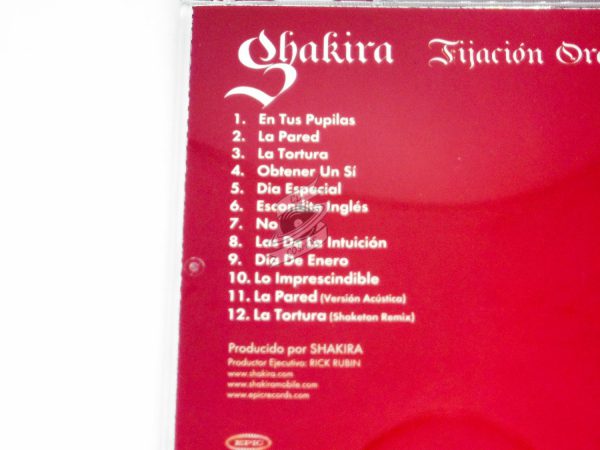 Shakira Fijación Ora
1. En Tus Pupilas
2. La Pared
3. La Tortura
4. Obtener Un Sí
5. Dia Especial
6. Escondite Inglés
7. No
8. Las De La Intuición
9. Día De Enero
10. Lo Imprescindible
11. La Pared (Versión Acústica)
12. La Tortura (Shaketon Remix)
Producido por SHAKIRA
Productor Ejecutivo: RICK RUBIN
www.shakira.com
www.shakiramobile.com
www.epicrecords.com
EPIC